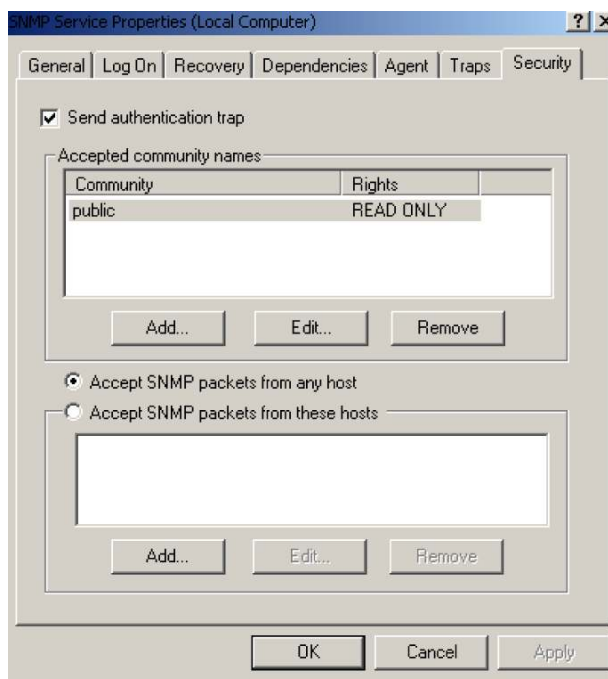 SNMP Service Properties (Local Computer)
General Log On Recovery Dependencies Agent Traps Security
Send authentication trap
Accepted community names
Community Rights
public READ ONLY
Add... Edit... Remove
Accept SNMP packets from any host
Accept SNMP packets from these hosts
Add... Edit... Remove
OK Cancel Apply